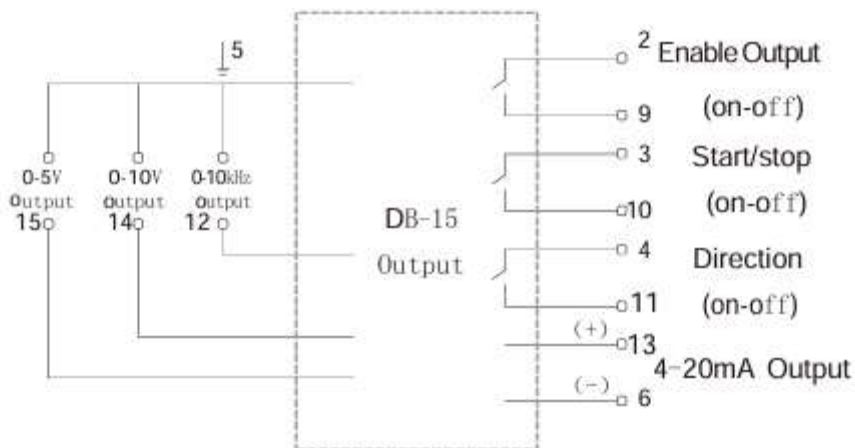 5
2 Enable Output
9 (on-off)
3 Start/stop
10 (on-off)
4 Direction
11 (on-off)
(+) 13
4-20mA Output
(-) 6
0-5V 0-10V 0-10kHz
Output Output Output
15 14 12
DB-15
Output